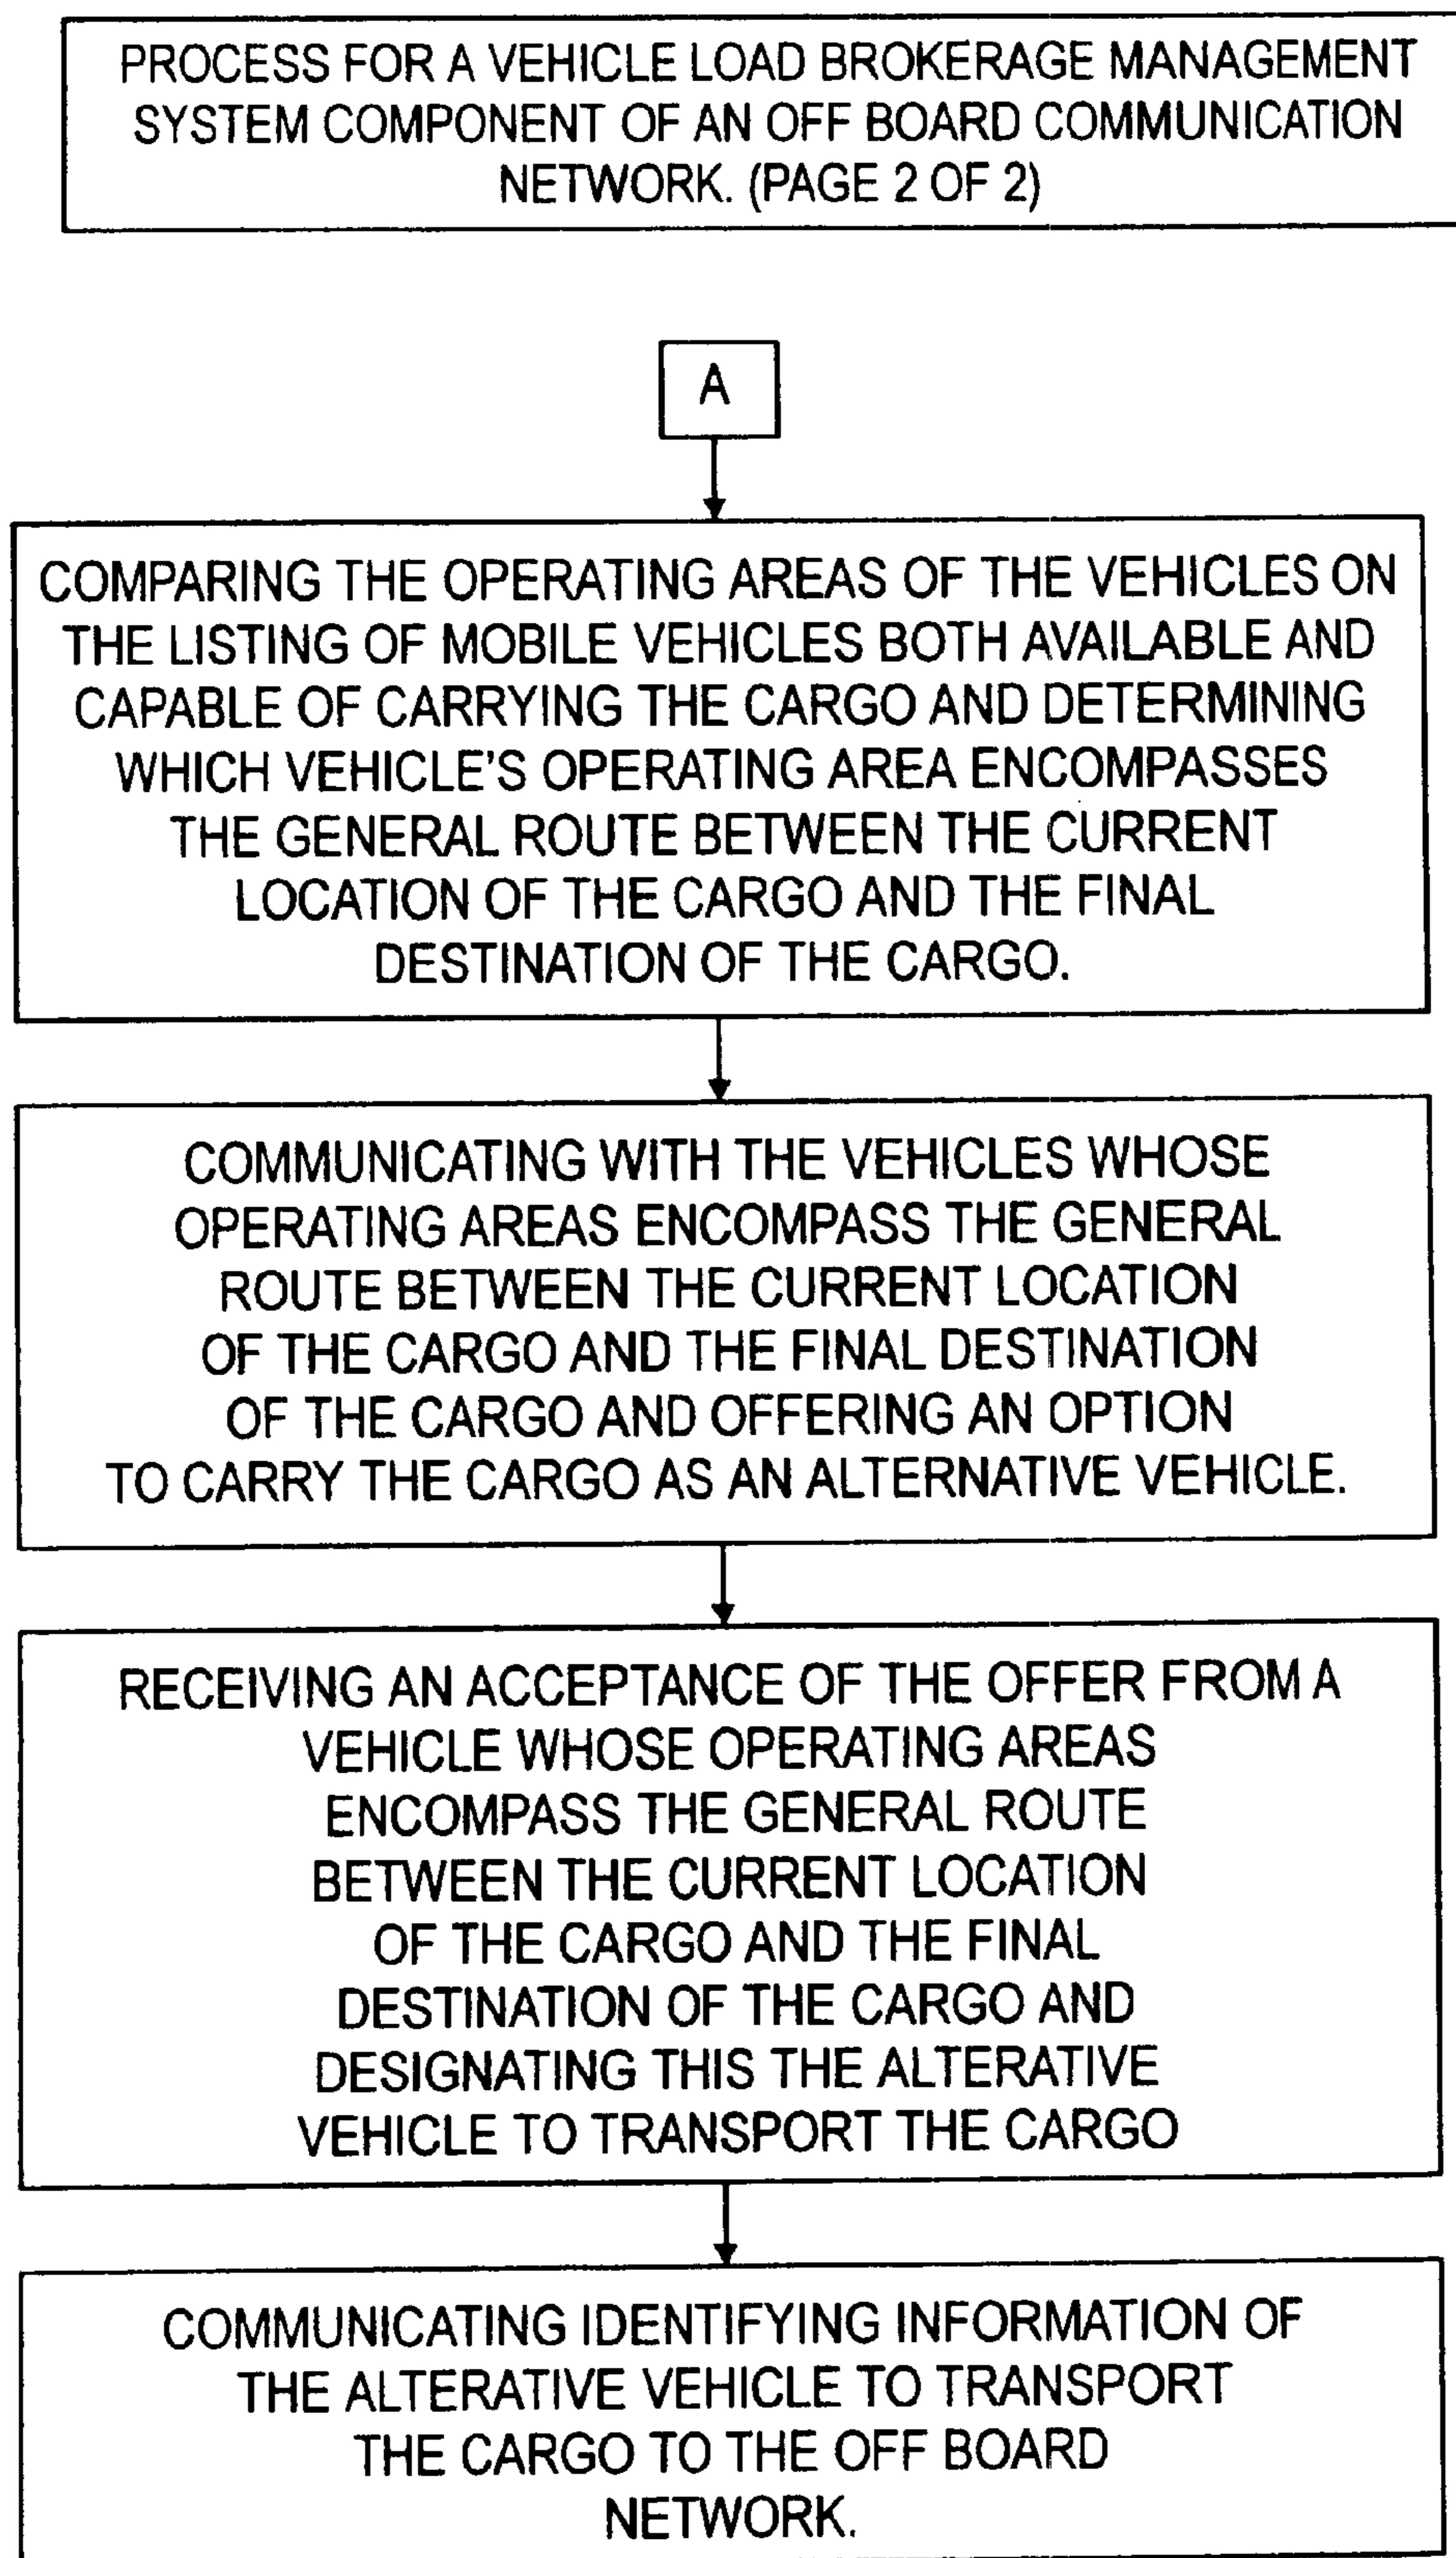 PROCESS FOR A VEHICLE LOAD BROKERAGE MANAGEMENT
SYSTEM COMPONENT OF AN OFF BOARD COMMUNICATION
NETWORK. (PAGE 2 OF 2)
A
COMPARING THE OPERATING AREAS OF THE VEHICLES ON
THE LISTING OF MOBILE VEHICLES BOTH AVAILABLE AND
CAPABLE OF CARRYING THE CARGO AND DETERMINING
WHICH VEHICLE'S OPERATING AREA ENCOMPASSES
THE GENERAL ROUTE BETWEEN THE CURRENT
LOCATION OF THE CARGO AND THE FINAL
DESTINATION OF THE CARGO.
COMMUNICATING WITH THE VEHICLES WHOSE
OPERATING AREAS ENCOMPASS THE GENERAL
ROUTE BETWEEN THE CURRENT LOCATION
OF THE CARGO AND THE FINAL DESTINATION
OF THE CARGO AND OFFERING AN OPTION
TO CARRY THE CARGO AS AN ALTERNATIVE VEHICLE.
RECEIVING AN ACCEPTANCE OF THE OFFER FROM A
VEHICLE WHOSE OPERATING AREAS
ENCOMPASS THE GENERAL ROUTE
BETWEEN THE CURRENT LOCATION
OF THE CARGO AND THE FINAL
DESTINATION OF THE CARGO AND
DESIGNATING THIS THE ALTERATIVE
VEHICLE TO TRANSPORT THE CARGO
COMMUNICATING IDENTIFYING INFORMATION OF
THE ALTERATIVE VEHICLE TO TRANSPORT
THE CARGO TO THE OFF BOARD
NETWORK.